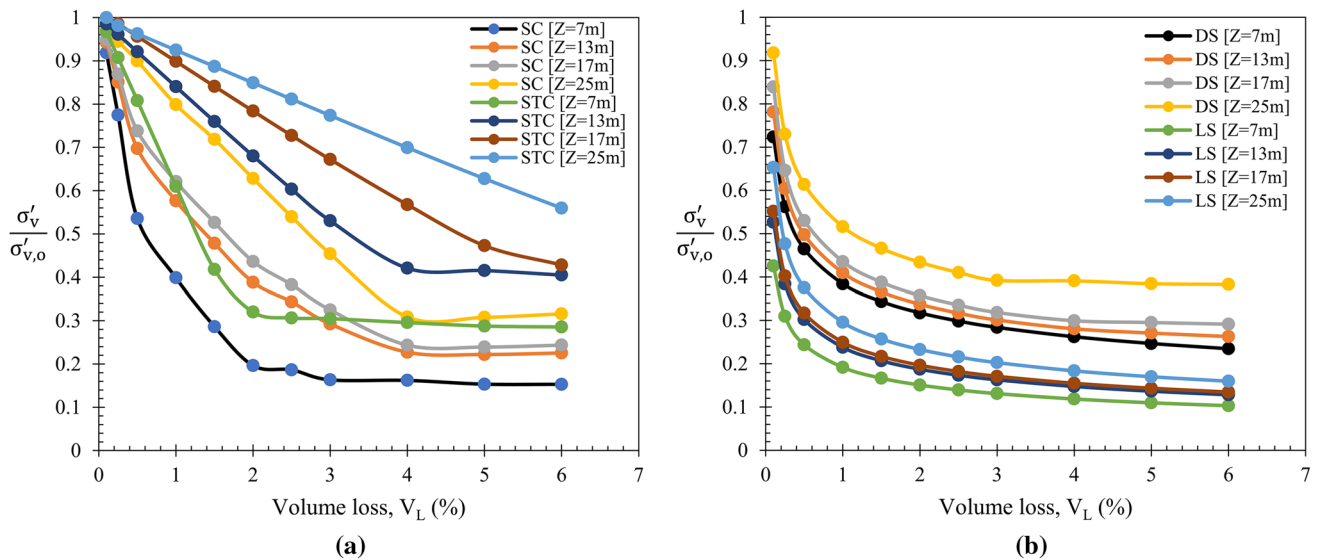 1
0.9
0.8
0.7
0.6
0.5
0.4
0.3
0.2
0.1
0
σ′v
σ′v,o
0 1 2 3 4 5 6 7
Volume loss, VL (%)
SC [Z=7m]
SC [Z=13m]
SC [Z=17m]
SC [Z=25m]
STC [Z=7m]
STC [Z=13m]
STC [Z=17m]
STC [Z=25m]
(a)
1
0.9
0.8
0.7
0.6
0.5
0.4
0.3
0.2
0.1
0
σ′v
σ′v,o
0 1 2 3 4 5 6 7
Volume loss, VL (%)
DS [Z=7m]
DS [Z=13m]
DS [Z=17m]
DS [Z=25m]
LS [Z=7m]
LS [Z=13m]
LS [Z=17m]
LS [Z=25m]
(b)